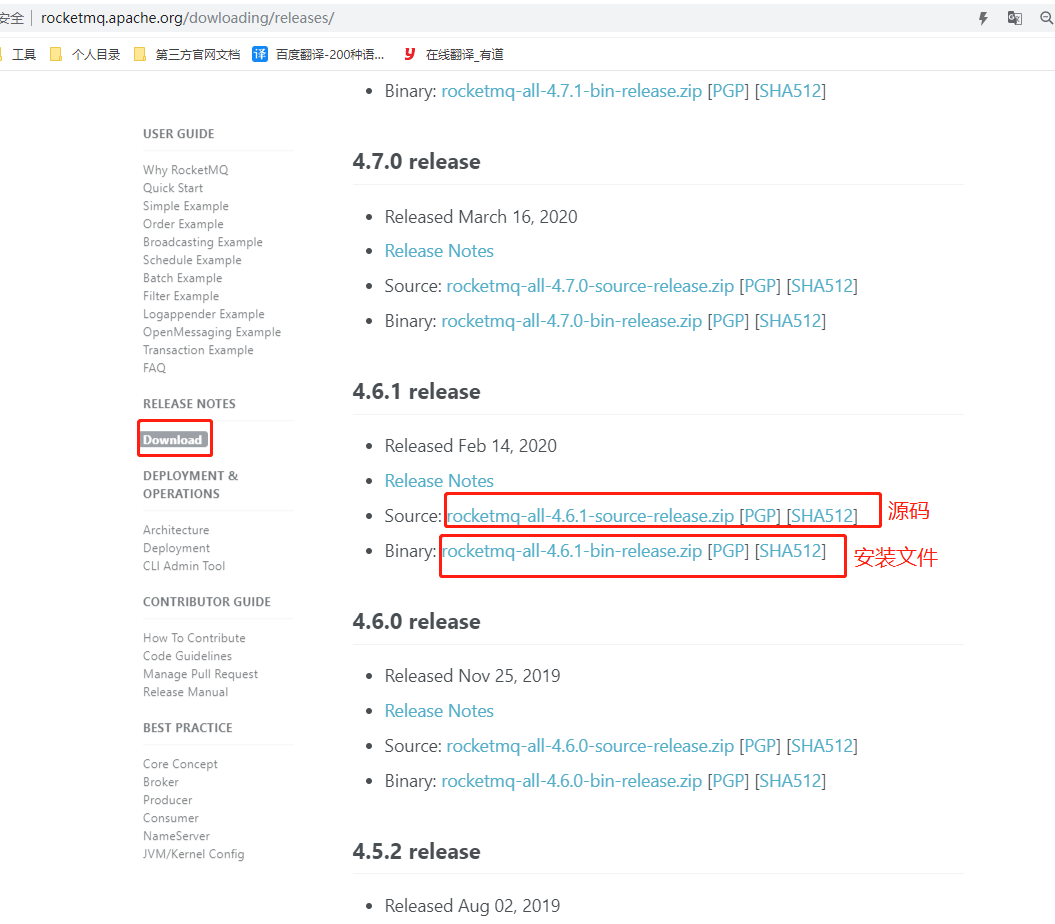 安全 | rocketmq.apache.org/dowloading/releases/
工具 个人目录 第三方官网文档 译 百度翻译-200种语... y 在线翻译_有道
Binary: rocketmq-all-4.7.1-bin-release.zip [PGP] [SHA512]
USER GUIDE
Why RocketMQ
Quick Start
Simple Example
Order Example
Broadcasting Example
Schedule Example
Batch Example
Filter Example
Logappender Example
OpenMessaging Example
Transaction Example
FAQ
RELEASE NOTES
Download
DEPLOYMENT &
OPERATIONS
Architecture
Deployment
CLI Admin Tool
CONTRIBUTOR GUIDE
How To Contribute
Code Guidelines
Manage Pull Request
Release Manual
BEST PRACTICE
Core Concept
Broker
Producer
Consumer
NameServer
JVM/Kernel Config
4.7.0 release
Released March 16, 2020
Release Notes
Source: rocketmq-all-4.7.0-source-release.zip [PGP] [SHA512]
Binary: rocketmq-all-4.7.0-bin-release.zip [PGP] [SHA512]
4.6.1 release
Released Feb 14, 2020
Release Notes
Source: rocketmq-all-4.6.1-source-release.zip [PGP] [SHA512] 源码
Binary: rocketmq-all-4.6.1-bin-release.zip [PGP] [SHA512] 安装文件
4.6.0 release
Released Nov 25, 2019
Release Notes
Source: rocketmq-all-4.6.0-source-release.zip [PGP] [SHA512]
Binary: rocketmq-all-4.6.0-bin-release.zip [PGP] [SHA512]
4.5.2 release
Released Aug 02, 2019